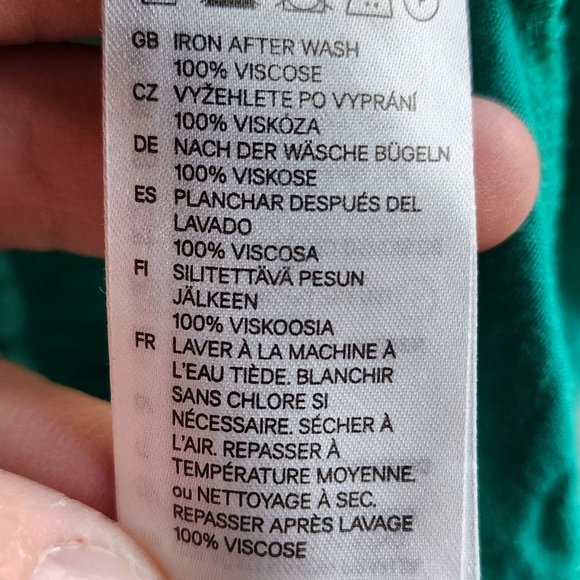 GB IRON AFTER WASH
100% VISCOSE
CZ VYŽEHLETE PO VYPRÁNÍ
100% VISKÓZA
DE NACH DER WÄSCHE BÜGELN
100% VISKOSE
ES PLANCHAR DESPUÉS DEL
LAVADO
100% VISCOSA
FI SILITETTÄVÄ PESUN
JÄLKEEN
100% VISKOOSIA
FR LAVER À LA MACHINE À
L'EAU TIÈDE. BLANCHIR
SANS CHLORE SI
NÉCESSAIRE. SÉCHER À
L'AIR. REPASSER À
TEMPÉRATURE MOYENNE.
ou NETTOYAGE À SEC.
REPASSER APRÈS LAVAGE
100% VISCOSE